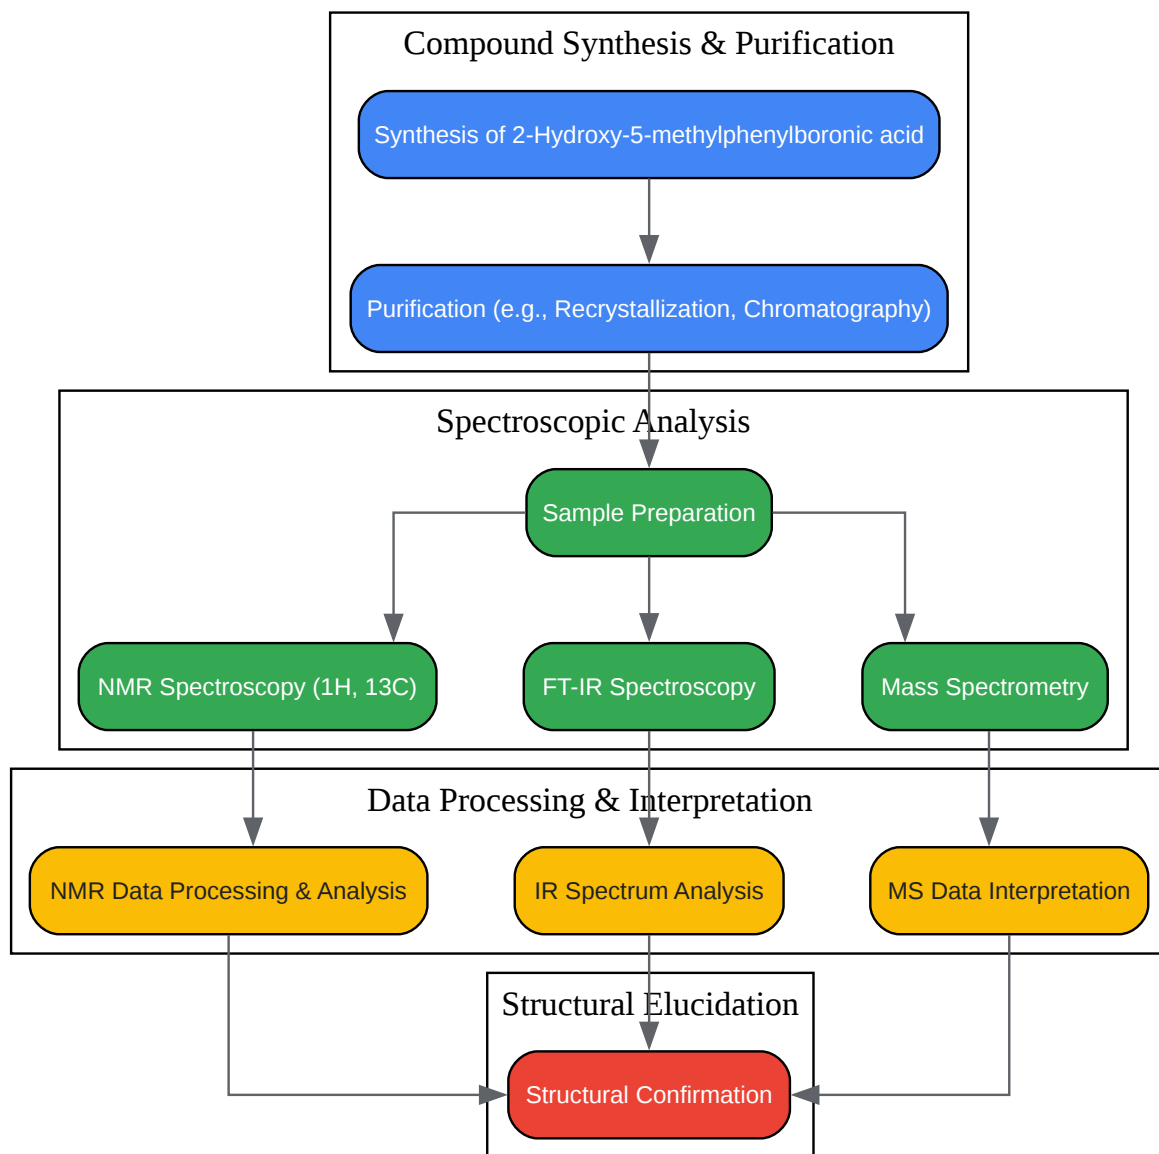 Compound Synthesis & Purification
Synthesis of 2-Hydroxy-5-methylphenylboronic acid
Purification (e.g., Recrystallization, Chromatography)
Spectroscopic Analysis
Sample Preparation
NMR Spectroscopy (1H, 13C)
FT-IR Spectroscopy
Mass Spectrometry
Data Processing & Interpretation
NMR Data Processing & Analysis
IR Spectrum Analysis
MS Data Interpretation
Structural Elucidation
Structural Confirmation